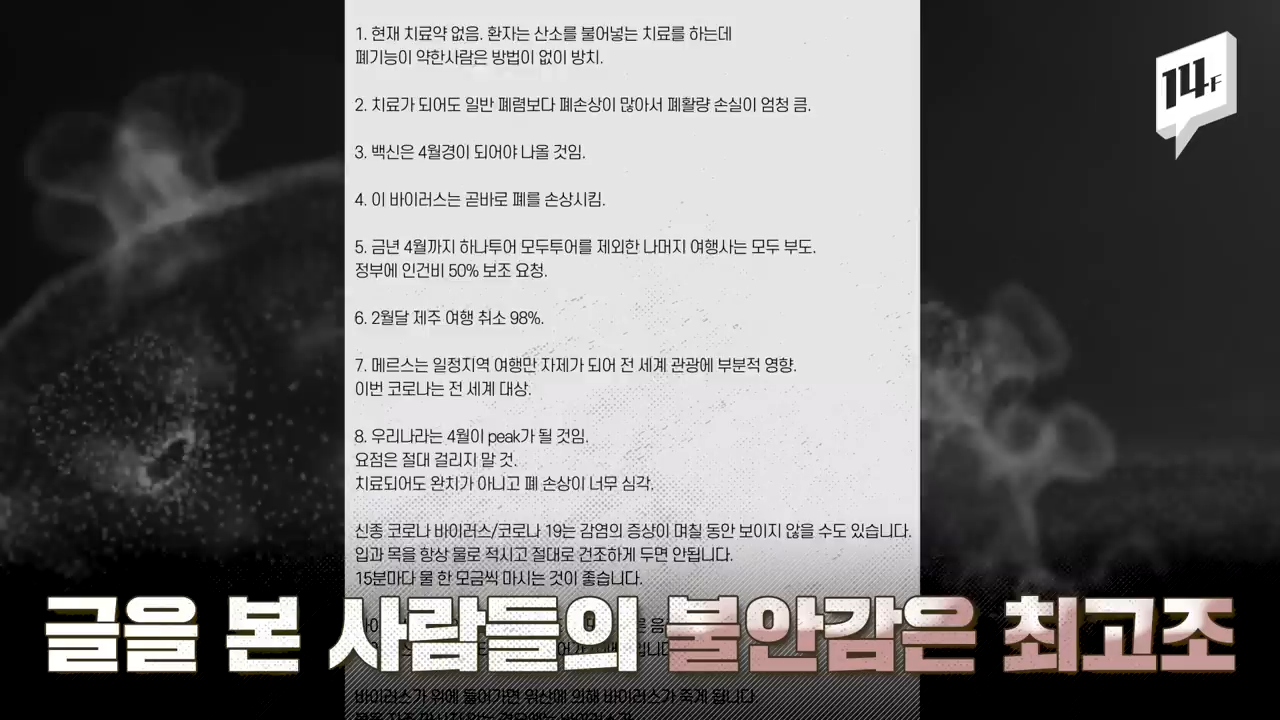 1. 현재 치료약 없음. 환자는 산소를 불어넣는 치료를 하는데
폐기능이 약한사람은 방법이 없이 방치.
2. 치료가 되어도 일반 폐렴보다 폐손상이 많아서 폐활량 손실이 엄청 큼.
3. 백신은 4월경이 되어야 나올 것임.
4. 이 바이러스는 곧바로 폐를 손상시킴.
5. 금년 4월까지 하나투어 모두투어를 제외한 나머지 여행사는 모두 부도.
정부에 인건비 50% 보조 요청.
6. 2월달 제주 여행 취소 98%.
7. 메르스는 일정지역 여행만 자제가 되어 전 세계 관광에 부분적 영향.
이번 코로나는 전 세계 대상.
8. 우리나라는 4월이 peak가 될 것임.
요점은 절대 걸리지 말 것.
치료되어도 완치가 아니고 폐 손상이 너무 심각.
신종 코로나 바이러스/코로나 19는 감염의 증상이 며칠 동안 보이지 않을 수도 있습니다.
입과 목을 항상 물로 적시고 절대로 건조하게 두면 안됩니다.
15분마다 물 한 모금씩 마시는 것이 좋습니다.
글을 본 사람들의 불안감은 최고조
바이러스가 위에 들어가면 위산에 의해 바이러스가 죽게 됩니다.
14F